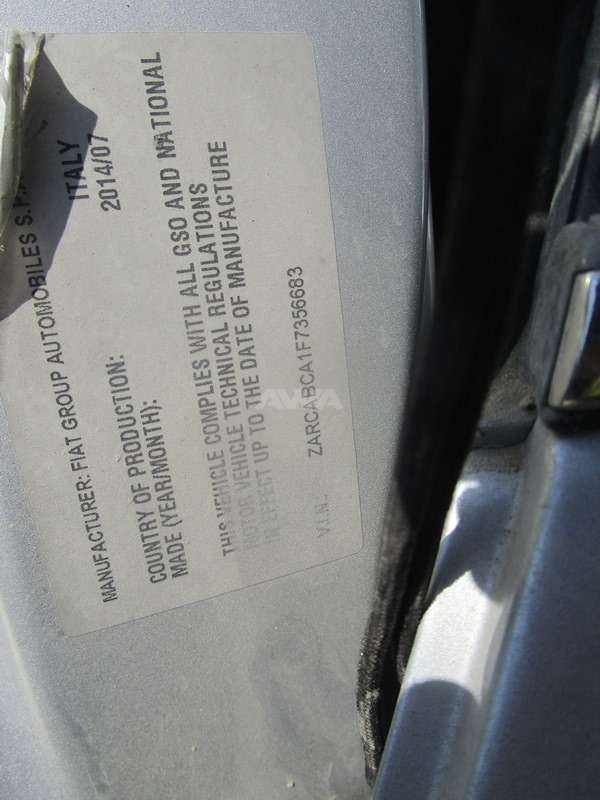 MANUFACTURER: FIAT GROUP AUTOMOBILES S.P.
COUNTRY OF PRODUCTION: ITALY
MADE (YEAR/MONTH): 2014/07
THIS VEHICLE COMPLIES WITH ALL GSO AND NATIONAL
MOTOR VEHICLE TECHNICAL REGULATIONS
IN EFFECT UP TO THE DATE OF MANUFACTURE
V.I.N.. ZARCABCA1F7356683
AVVA